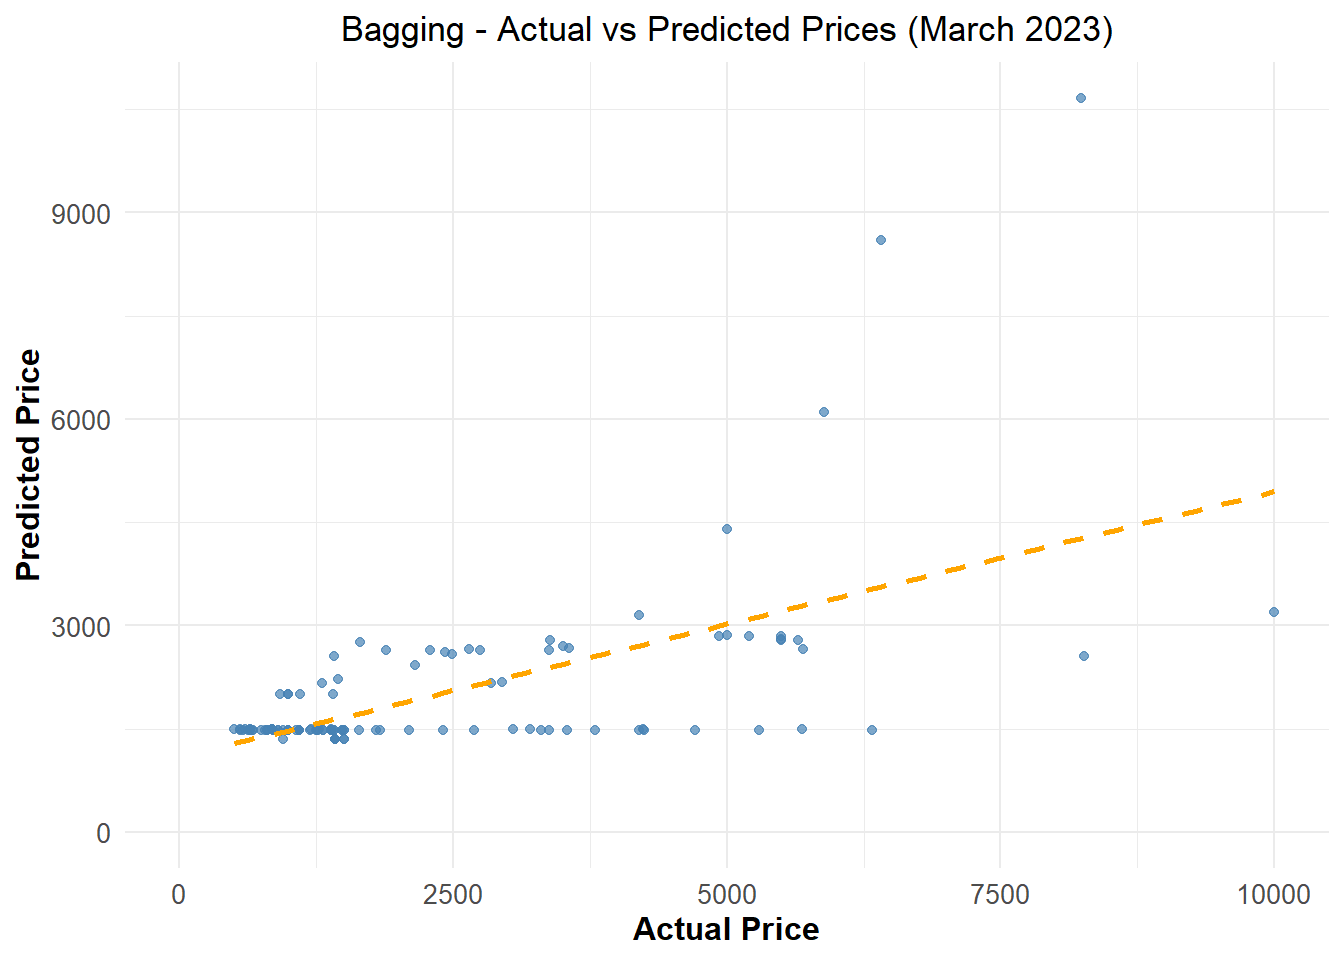 Bagging - Actual vs Predicted Prices (March 2023)
Predicted Price
9000
6000
3000
0
0 2500 5000 7500 10000
Actual Price